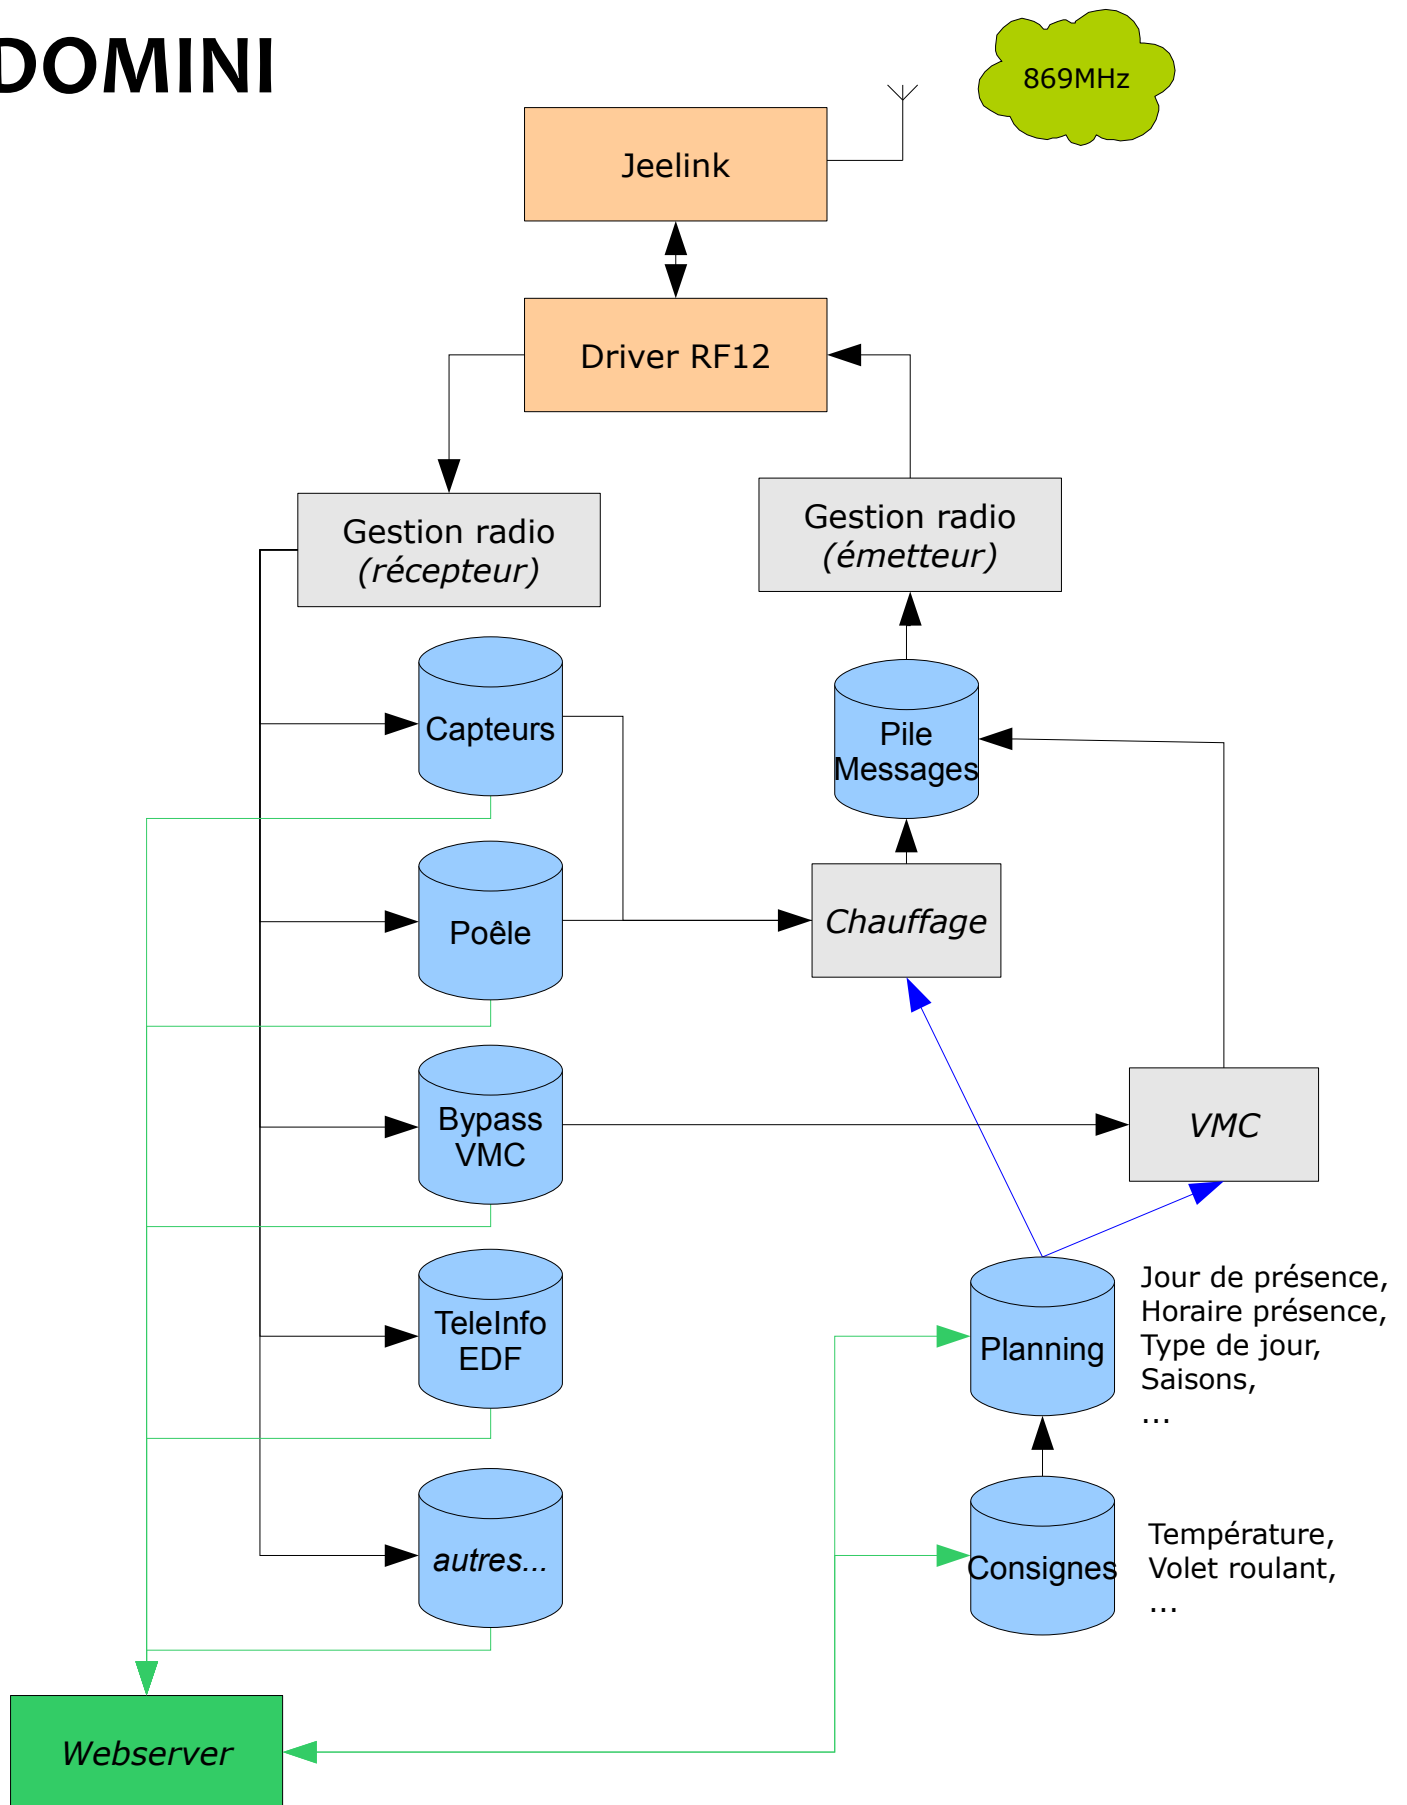 DOMINI
869MHz
Jeelink
Driver RF12
Gestion radio
(récepteur)
Gestion radio
(émetteur)
Capteurs
Pile
Messages
Poêle
Chauffage
Bypass
VMC
VMC
TeleInfo
EDF
Planning
Jour de présence,
Horaire présence,
Type de jour,
Saisons,
...
autres...
Consignes
Température,
Volet roulant,
...
Webserver